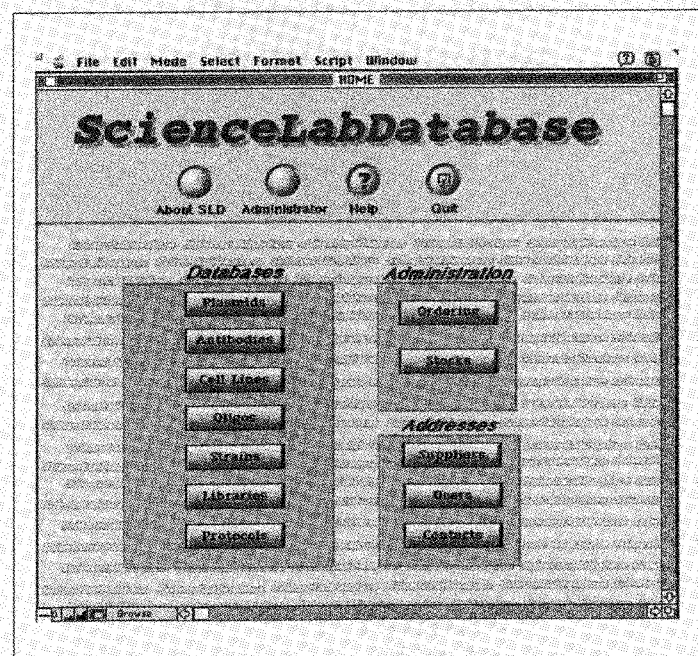 File Edit Mode Select Format Script Window
HOME
ScienceLabDatabase
About SLD Administrator Help Quit
Databases
Plasmids
Antibodies
Cell Lines
Oligos
Strains
Libraries
Protocols
Administration
Ordering
Stocks
Addresses
Suppliers
Users
Contacts
Browse